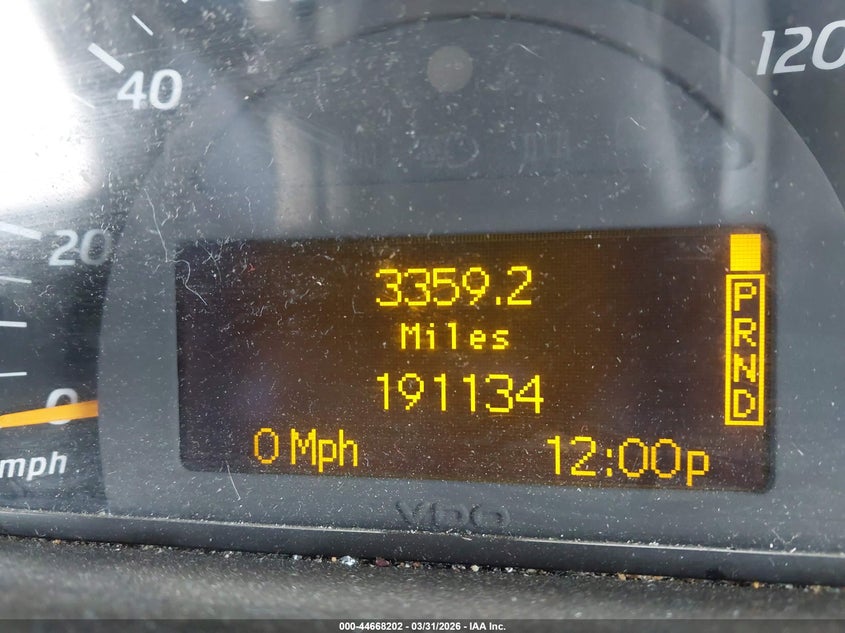 120
40
20
0
mph
3359.2
Miles
191134
0 Mph
12:00p
P
R
N
D
VDO
000-44668202 - 03/31/2026 - IAA Inc.